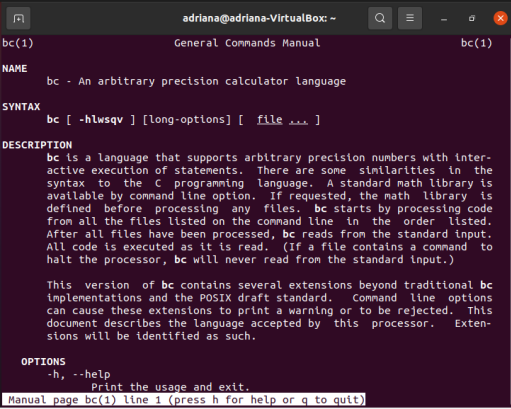 adriana@adriana-VirtualBox: ~
bc(1) General Commands Manual bc(1)
NAME
bc - An arbitrary precision calculator language
SYNTAX
bc [ -hlwsqv ] [long-options] [ file ... ]
DESCRIPTION
bc is a language that supports arbitrary precision numbers with inter-
active execution of statements. There are some similarities in the
syntax to the C programming language. A standard math library is
available by command line option. If requested, the math library is
defined before processing any files. bc starts by processing code
from all the files listed on the command line in the order listed.
After all files have been processed, bc reads from the standard input.
All code is executed as it is read. (If a file contains a command to
halt the processor, bc will never read from the standard input.)
This version of bc contains several extensions beyond traditional bc
implementations and the POSIX draft standard. Command line options
can cause these extensions to print a warning or to be rejected. This
document describes the language accepted by this processor. Exten-
sions will be identified as such.
OPTIONS
-h, --help
Print the usage and exit.
Manual page bc(1) line 1 (press h for help or q to quit)